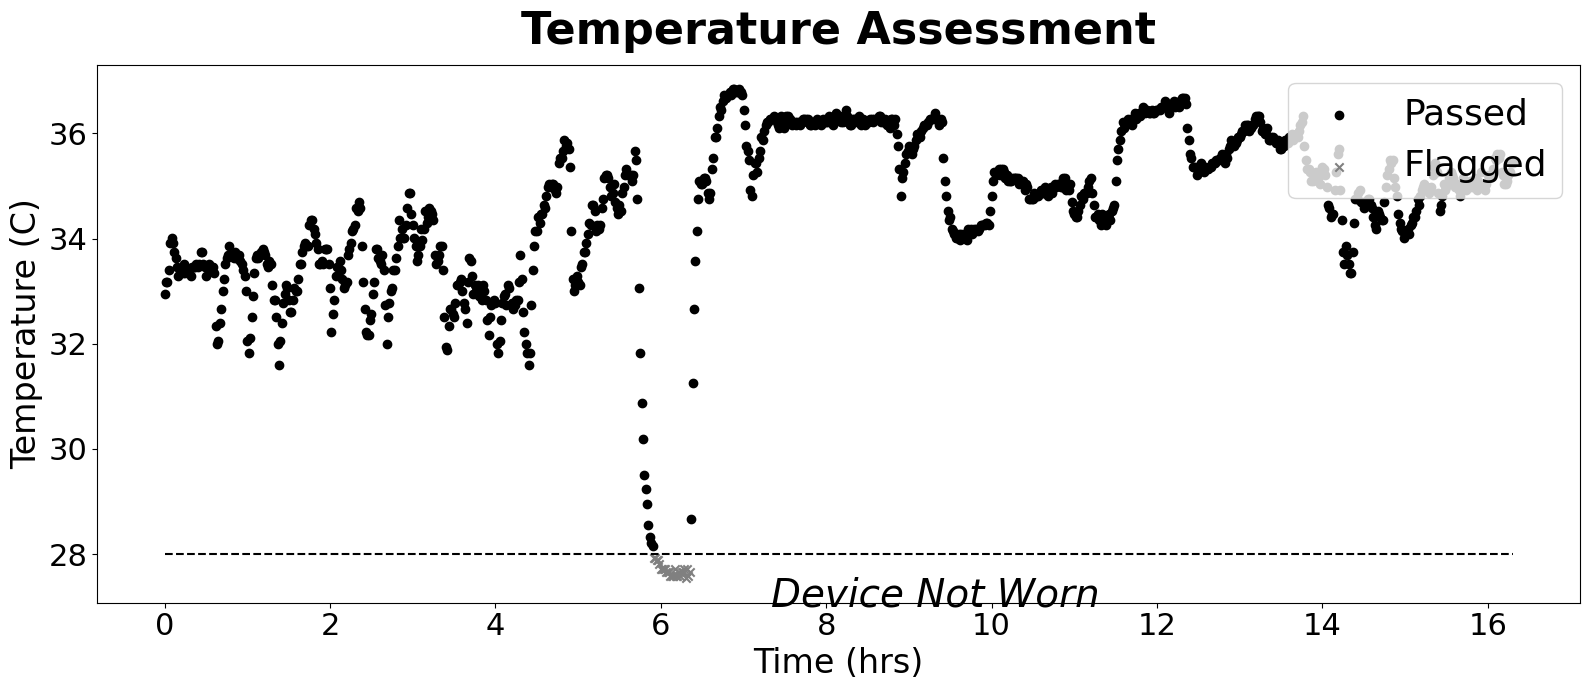 Temperature Assessment
Temperature (C)
36
34
32
30
28
Passed
Flagged
Device Not Worn
0 2 4 6 8 10 12 14 16
Time (hrs)